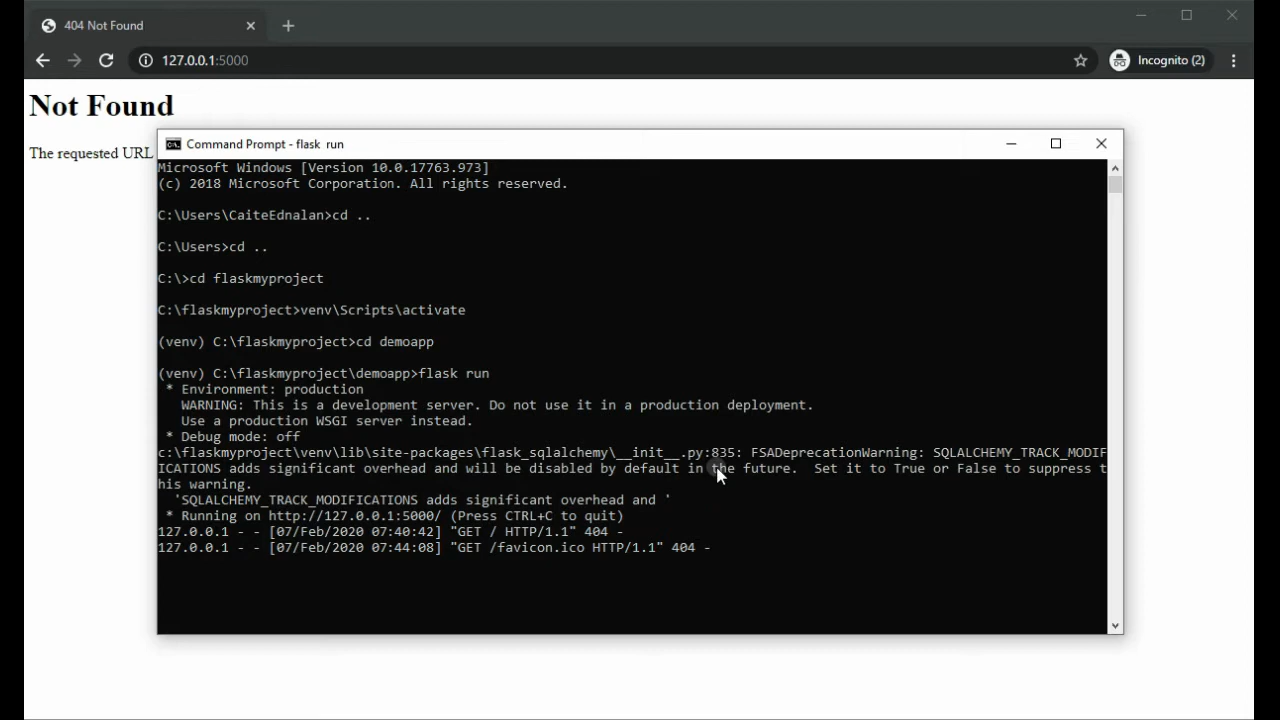 404 Not Found
127.0.0.1:5000
Incognito (2)
Not Found
The requested URL
Command Prompt - flask run
Microsoft Windows [Version 10.0.17763.973]
(c) 2018 Microsoft Corporation. All rights reserved.
C:\Users\CaiteEdnalan>cd ..
C:\Users>cd ..
C:\>cd flaskmyproject
C:\flaskmyproject>venv\Scripts\activate
(venv) C:\flaskmyproject>cd demoapp
(venv) C:\flaskmyproject\demoapp>flask run
* Environment: production
WARNING: This is a development server. Do not use it in a production deployment.
Use a production WSGI server instead.
* Debug mode: off
c:\flaskmyproject\venv\lib\site-packages\flask_sqlalchemy\__init__.py:835: FSADeprecationWarning: SQLALCHEMY_TRACK_MODIF
ICATIONS adds significant overhead and will be disabled by default in the future.  Set it to True or False to suppress t
his warning.
'SQLALCHEMY_TRACK_MODIFICATIONS adds significant overhead and '
* Running on http://127.0.0.1:5000/ (Press CTRL+C to quit)
127.0.0.1 - - [07/Feb/2020 07:40:42] "GET / HTTP/1.1" 404 -
127.0.0.1 - - [07/Feb/2020 07:44:08] "GET /favicon.ico HTTP/1.1" 404 -